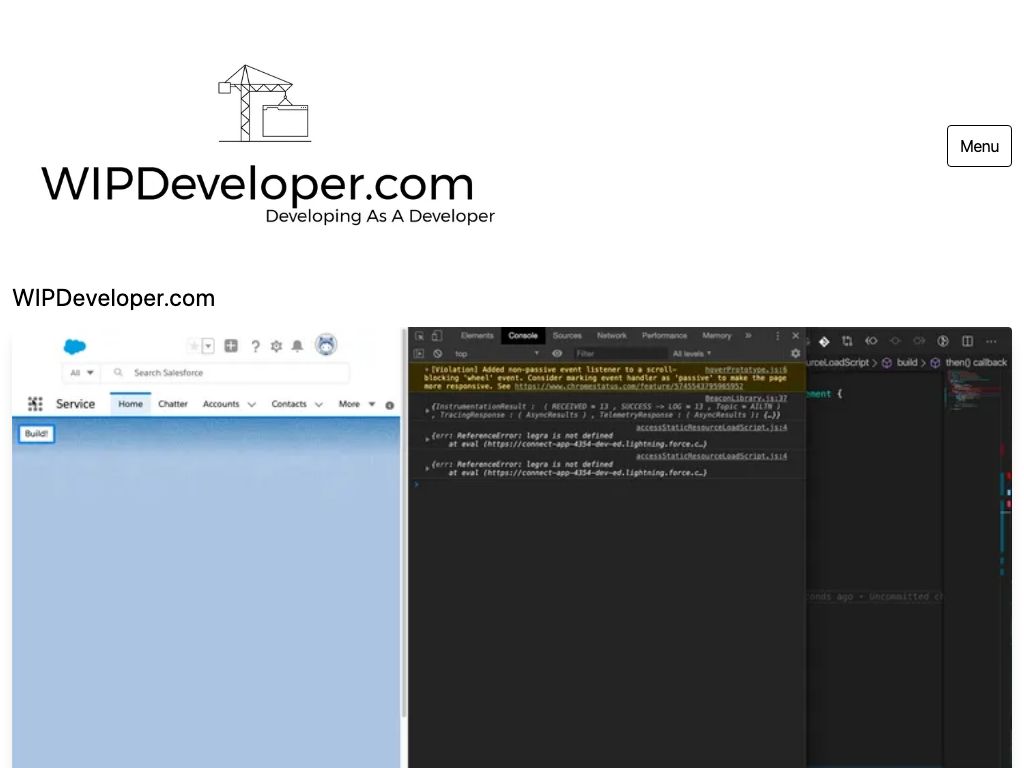 WIPDeveloper.com
Developing As A Developer
Menu
WIPDeveloper.com
All
Search Salesforce
Service
Home
Chatter
Accounts
Contacts
More
Build!
Elements
Console
Sources
Network
Performance
Memory
top
Filter
All levels
[Violation] Added non-passive event listener to a scroll- hoverPrototype.js:6
blocking 'wheel' event. Consider marking event handler as 'passive' to make the page
more responsive. See https://www.chromestatus.com/feature/5745543795965952
BeaconLibrary.js:37
{InstrumentationResult : ( RECEIVED = 13 , SUCCESS -> LOG = 13 , Topic = AILTN )
, TracingResponse : ( AsyncResults ) , TelemetryResponse : ( AsyncResults ): {…}}
accessStaticResourceLoadScript.js:4
{err: ReferenceError: legra is not defined
at eval (https://connect-app-4354-dev-ed.lightning.force.c…}
accessStaticResourceLoadScript.js:4
{err: ReferenceError: legra is not defined
at eval (https://connect-app-4354-dev-ed.lightning.force.c…}
urceLoadScript > build > then() callback
ement {
onds ago • Uncommitted ch